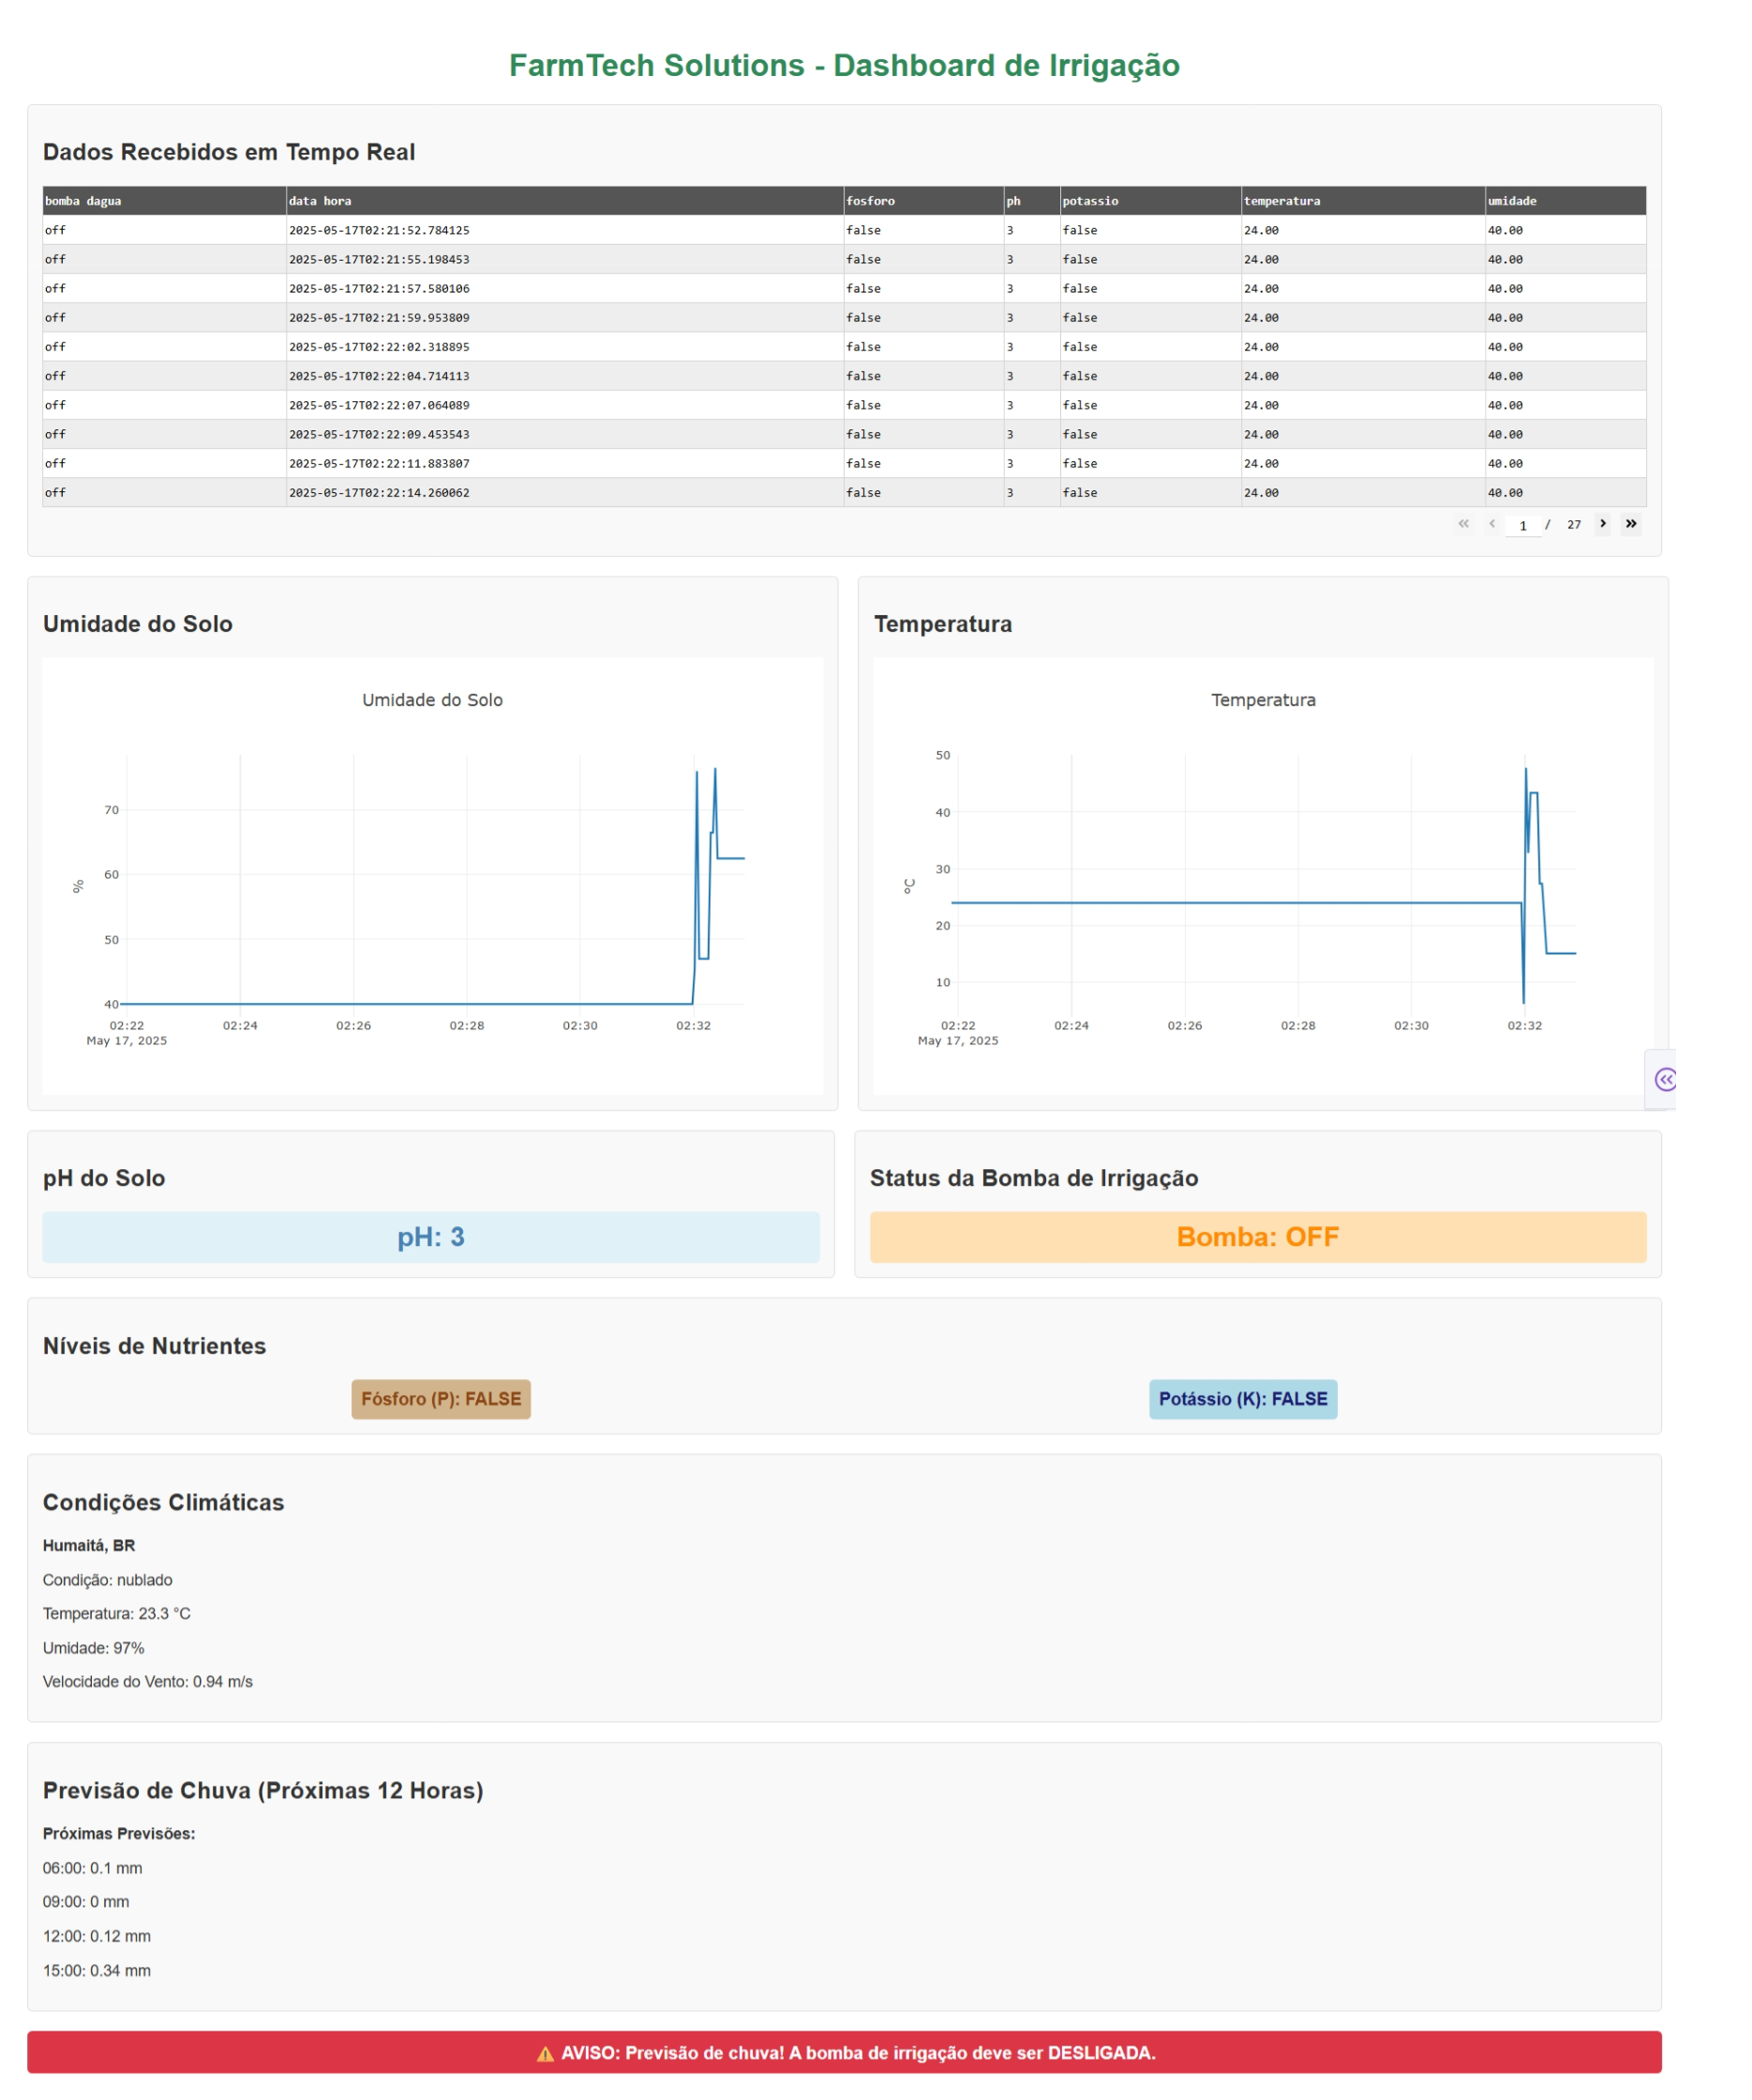 FarmTech Solutions - Dashboard de Irrigação
Dados Recebidos em Tempo Real
bomba dagua data hora fosforo ph potassio temperatura umidade
off 2025-05-17T02:21:52.784125 false 3 false 24.00 40.00
off 2025-05-17T02:21:55.198453 false 3 false 24.00 40.00
off 2025-05-17T02:21:57.580106 false 3 false 24.00 40.00
off 2025-05-17T02:21:59.953809 false 3 false 24.00 40.00
off 2025-05-17T02:22:02.318895 false 3 false 24.00 40.00
off 2025-05-17T02:22:04.714113 false 3 false 24.00 40.00
off 2025-05-17T02:22:07.064089 false 3 false 24.00 40.00
off 2025-05-17T02:22:09.453543 false 3 false 24.00 40.00
off 2025-05-17T02:22:11.883807 false 3 false 24.00 40.00
off 2025-05-17T02:22:14.260062 false 3 false 24.00 40.00
« ‹ 1 / 27 › »
Umidade do Solo
Umidade do Solo
70
60
50
40
%
02:22 02:24 02:26 02:28 02:30 02:32
May 17, 2025
Temperatura
Temperatura
50
40
30
20
10
°C
02:22 02:24 02:26 02:28 02:30 02:32
May 17, 2025
pH do Solo
pH: 3
Status da Bomba de Irrigação
Bomba: OFF
Níveis de Nutrientes
Fósforo (P): FALSE
Potássio (K): FALSE
Condições Climáticas
Humaitá, BR
Condição: nublado
Temperatura: 23.3 °C
Umidade: 97%
Velocidade do Vento: 0.94 m/s
Previsão de Chuva (Próximas 12 Horas)
Próximas Previsões:
06:00: 0.1 mm
09:00: 0 mm
12:00: 0.12 mm
15:00: 0.34 mm
⚠ AVISO: Previsão de chuva! A bomba de irrigação deve ser DESLIGADA.